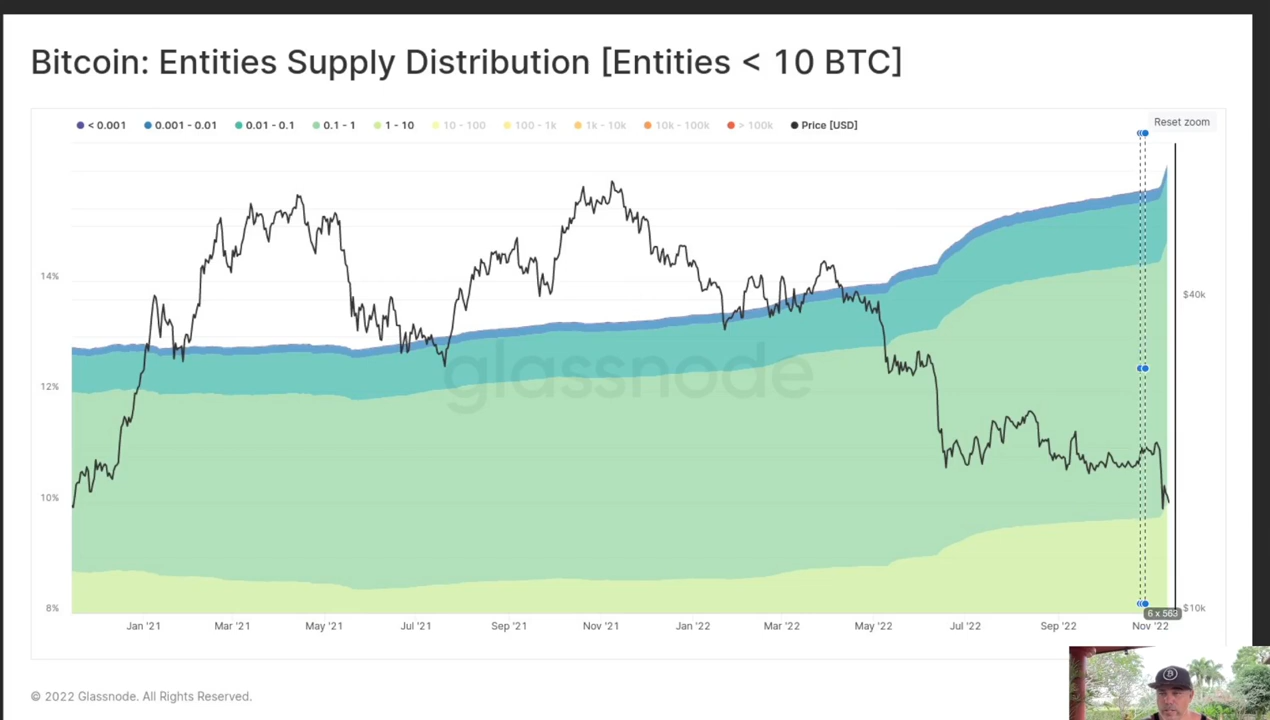 Bitcoin: Entities Supply Distribution [Entities < 10 BTC]
< 0.001 0.001 - 0.01 0.01 - 0.1 0.1 - 1 1 - 10 10 - 100 100 - 1k 1k - 10k 10k - 100k > 100k Price [USD]
Reset zoom
14%
$40k
glassnode
12%
10%
8%
$10k
6 x 563
Jan '21 Mar '21 May '21 Jul '21 Sep '21 Nov '21 Jan '22 Mar '22 May '22 Jul '22 Sep '22 Nov '22
© 2022 Glassnode. All Rights Reserved.